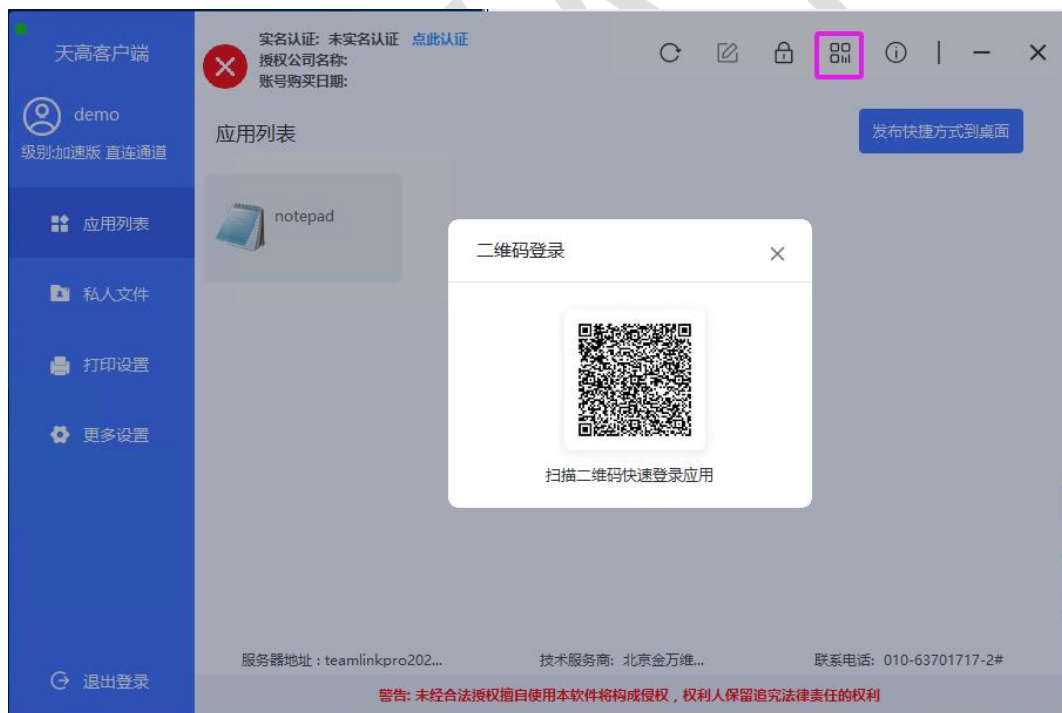 天高客户端
实名认证: 未实名认证 点此认证
授权公司名称:
账号购买日期:
demo
级别:加速版 直连通道
应用列表
发布快捷方式到桌面
应用列表
notepad
二维码登录
私人文件
打印设置
更多设置
扫描二维码快速登录应用
服务器地址：teamlinkpro202...
技术服务商: 北京金万维...
联系电话: 010-63701717-2#
退出登录
警告: 未经合法授权擅自使用本软件将构成侵权，权利人保留追究法律责任的权利